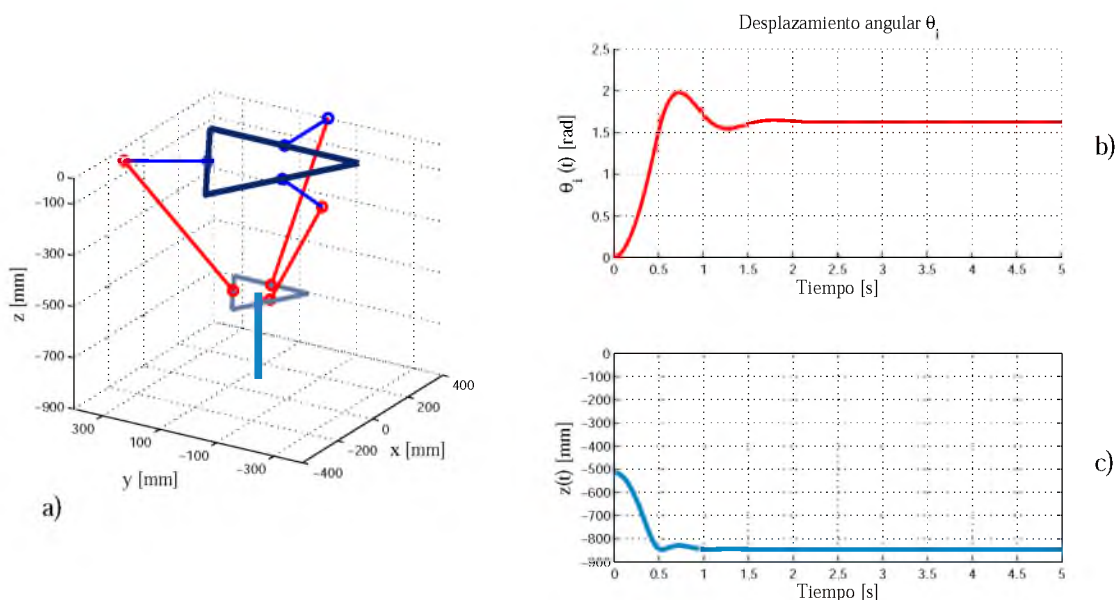 z [mm]
0
-100
-300
-500
-700
-900
300
100
-100
-300
y [mm]
-400
-200
0
200
400
x [mm]
a)
Desplazamiento angular θi
θi (t) [rad]
2.5
2
1.5
1
0.5
0
0 0.5 1 1.5 2 2.5 3 3.5 4 4.5 5
Tiempo [s]
b)
z(t) [mm]
0
-100
-200
-300
-400
-500
-600
-700
-800
-900
0 0.5 1 1.5 2 2.5 3 3.5 4 4.5 5
Tiempo [s]
c)